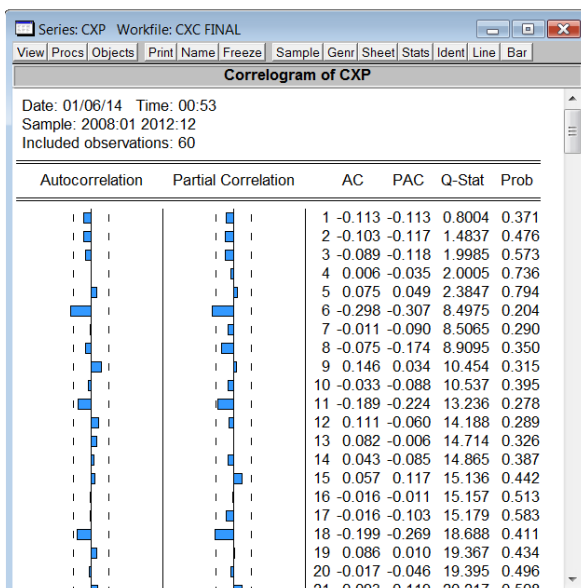 Series: CXP Workfile: CXC FINAL
View Procs Objects Print Name Freeze Sample Genr Sheet Stats Ident Line Bar
Correlogram of CXP
Date: 01/06/14 Time: 00:53
Sample: 2008:01 2012:12
Included observations: 60
Autocorrelation Partial Correlation AC PAC Q-Stat Prob
1 -0.113 -0.113 0.8004 0.371
2 -0.103 -0.117 1.4837 0.476
3 -0.089 -0.118 1.9985 0.573
4 0.006 -0.035 2.0005 0.736
5 0.075 0.049 2.3847 0.794
6 -0.298 -0.307 8.4975 0.204
7 -0.011 -0.090 8.5065 0.290
8 -0.075 -0.174 8.9095 0.350
9 0.146 0.034 10.454 0.315
10 -0.033 -0.088 10.537 0.395
11 -0.189 -0.224 13.236 0.278
12 0.111 -0.060 14.188 0.289
13 0.082 -0.006 14.714 0.326
14 0.043 -0.085 14.865 0.387
15 0.057 0.117 15.136 0.442
16 -0.016 -0.011 15.157 0.513
17 -0.016 -0.103 15.179 0.583
18 -0.199 -0.269 18.688 0.411
19 0.086 0.010 19.367 0.434
20 -0.017 -0.046 19.395 0.496